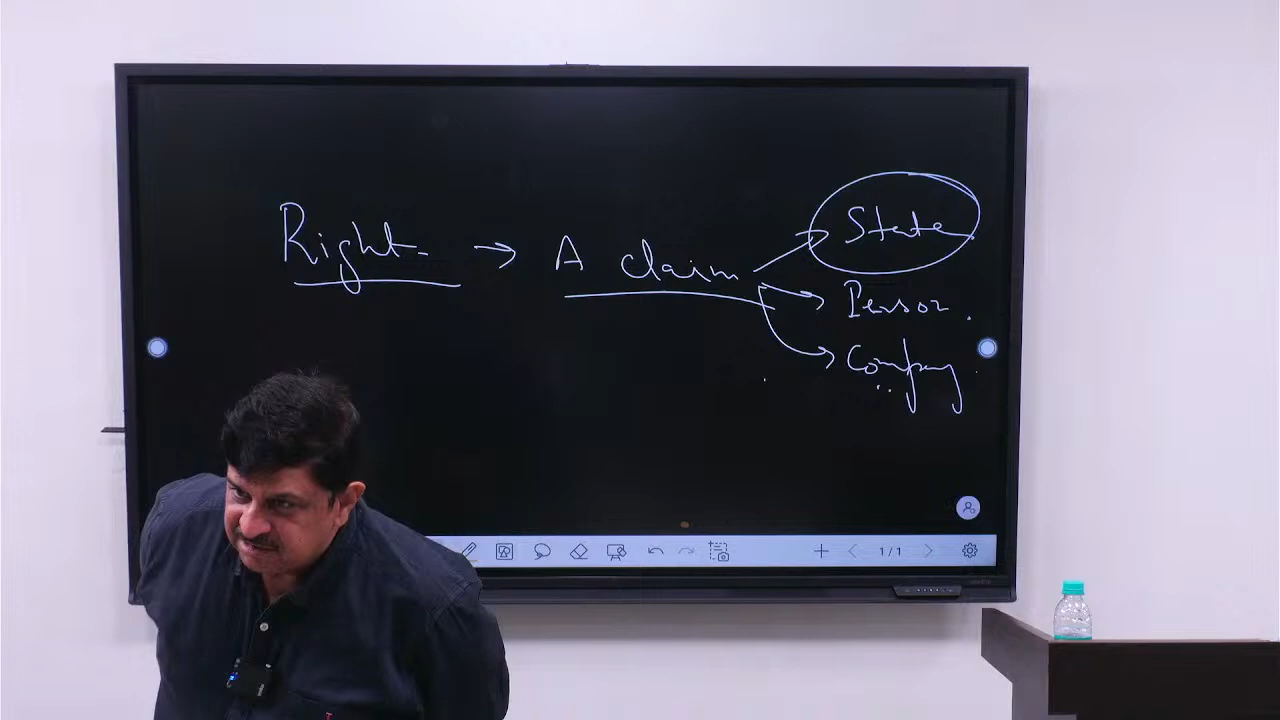 Right → A claim → State
→ Person.
→ Company
1/1